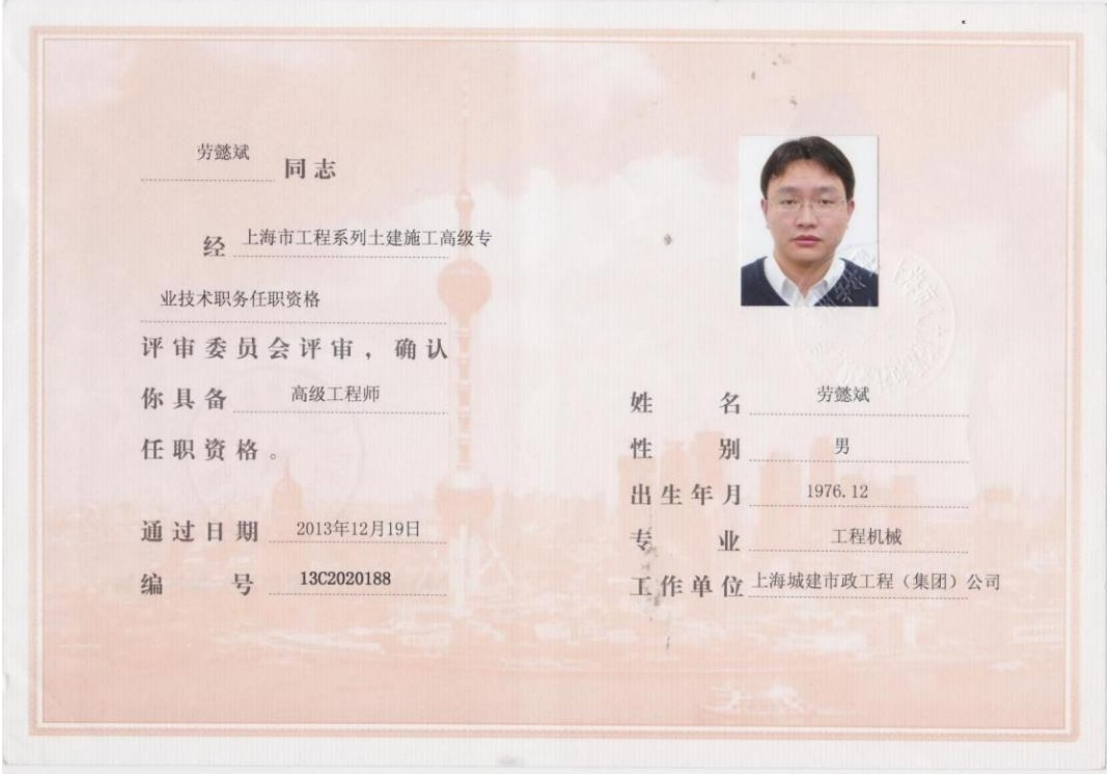 劳懿斌 同志
经 上海市工程系列土建施工高级专
业技术职务任职资格
评审委员会评审，确认
你具备 高级工程师
任职资格。
通过日期 2013年12月19日
编 号 13C2020188
姓 名 劳懿斌
性 别 男
出生年月 1976.12
专 业 工程机械
工作单位 上海城建市政工程（集团）公司